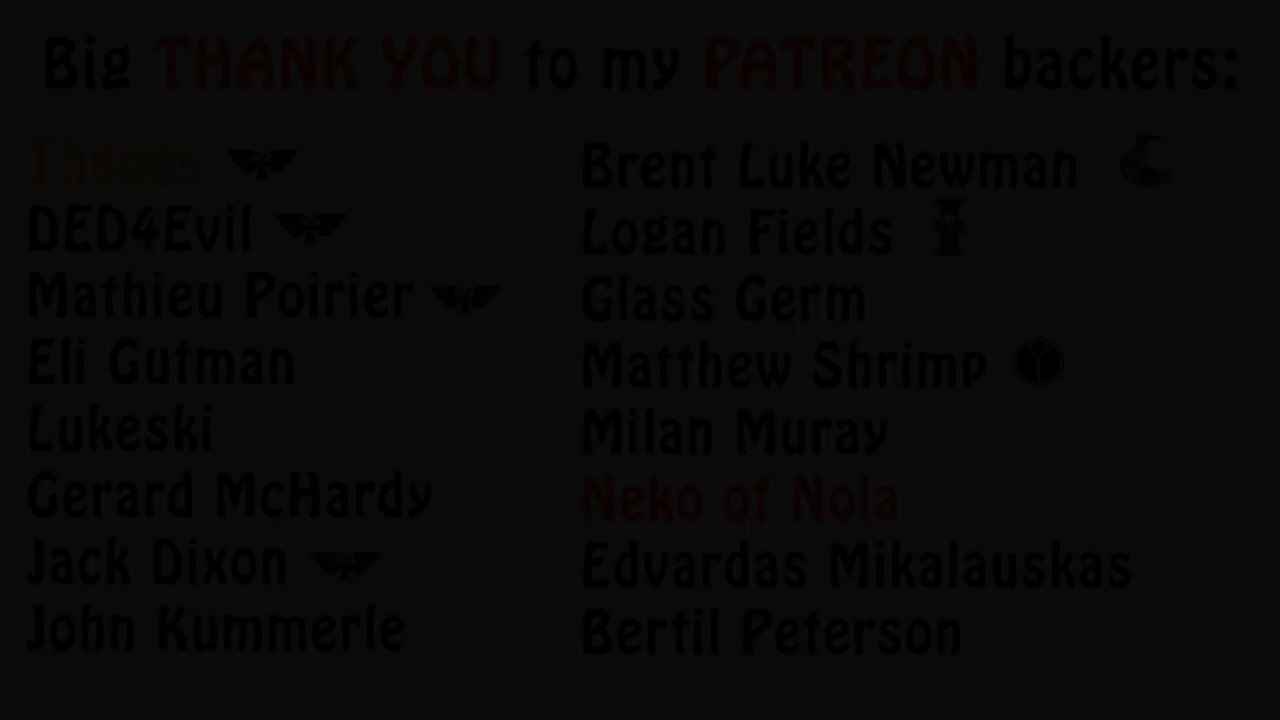 Big THANK YOU to my PATREON backers:
DED4Evil
Mathieu Poirier
Eli Gutman
Lukeski
Gerard McHardy
Jack Dixon
John Kummerle
Brent Luke Newman
Logan Fields
Glass Germ
Matthew Shrimp
Milan Muray
Neko of Nola
Edvardas Mikalauskas
Bertil Peterson